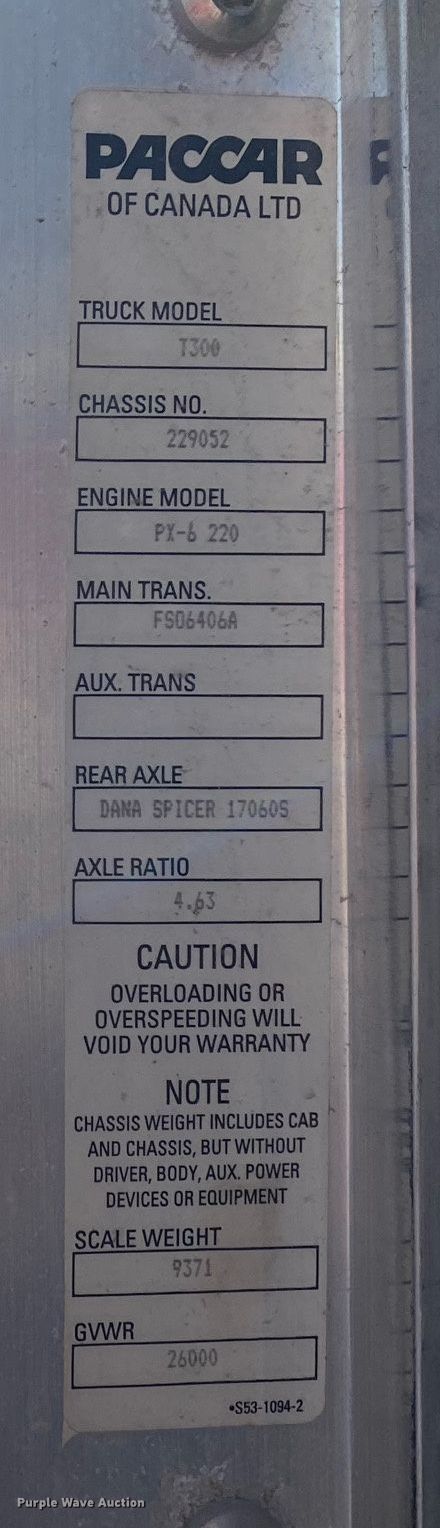 PACCAR
OF CANADA LTD
TRUCK MODEL
T300
CHASSIS NO.
229052
ENGINE MODEL
PX-6 220
MAIN TRANS.
FSO6406A
AUX. TRANS
REAR AXLE
DANA SPICER 17060S
AXLE RATIO
4.63
CAUTION
OVERLOADING OR
OVERSPEEDING WILL
VOID YOUR WARRANTY
NOTE
CHASSIS WEIGHT INCLUDES CAB
AND CHASSIS, BUT WITHOUT
DRIVER, BODY, AUX. POWER
DEVICES OR EQUIPMENT
SCALE WEIGHT
9371
GVWR
26000
•S53-1094-2
Purple Wave Auction